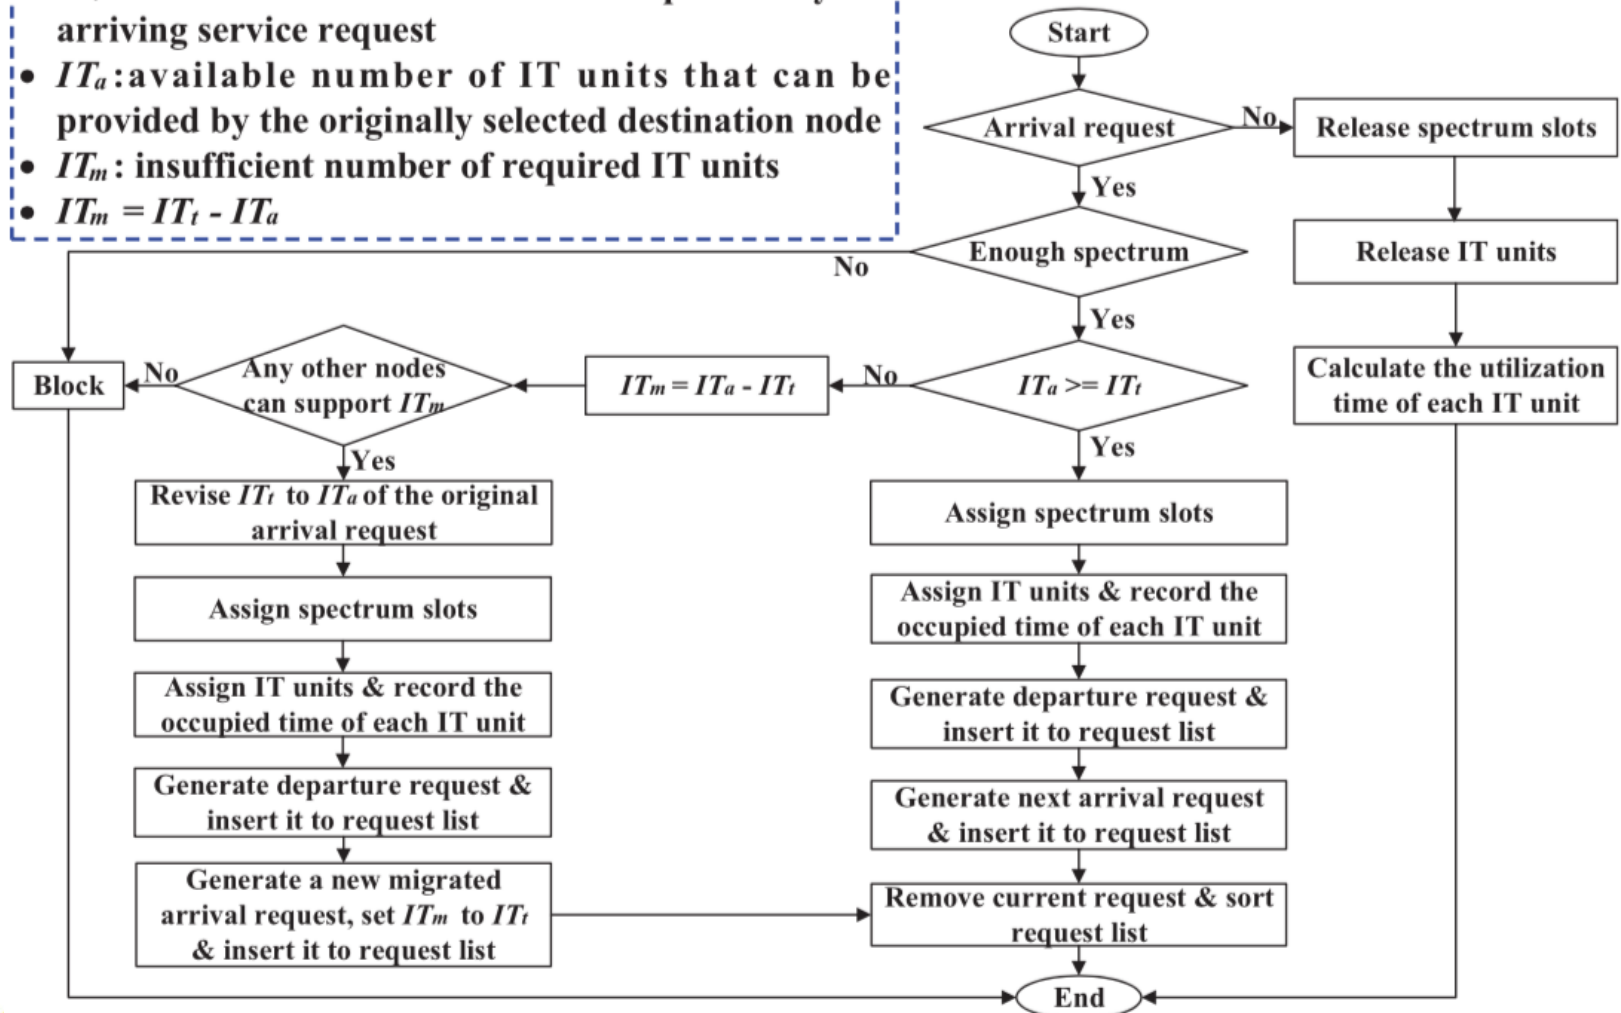 arriving service request
• ITa :available number of IT units that can be
provided by the originally selected destination node
• ITm : insufficient number of required IT units
• ITm = ITt - ITa
Start
Arrival request
No
Release spectrum slots
Yes
Enough spectrum
No
Release IT units
Yes
Calculate the utilization
time of each IT unit
ITa >= ITt
No
ITm = ITa - ITt
Any other nodes
can support ITm
No
Block
Yes
Revise ITt to ITa of the original
arrival request
Assign spectrum slots
Assign IT units & record the
occupied time of each IT unit
Generate departure request &
insert it to request list
Generate a new migrated
arrival request, set ITm to ITt
& insert it to request list
Yes
Assign spectrum slots
Assign IT units & record the
occupied time of each IT unit
Generate departure request &
insert it to request list
Generate next arrival request
& insert it to request list
Remove current request & sort
request list
End